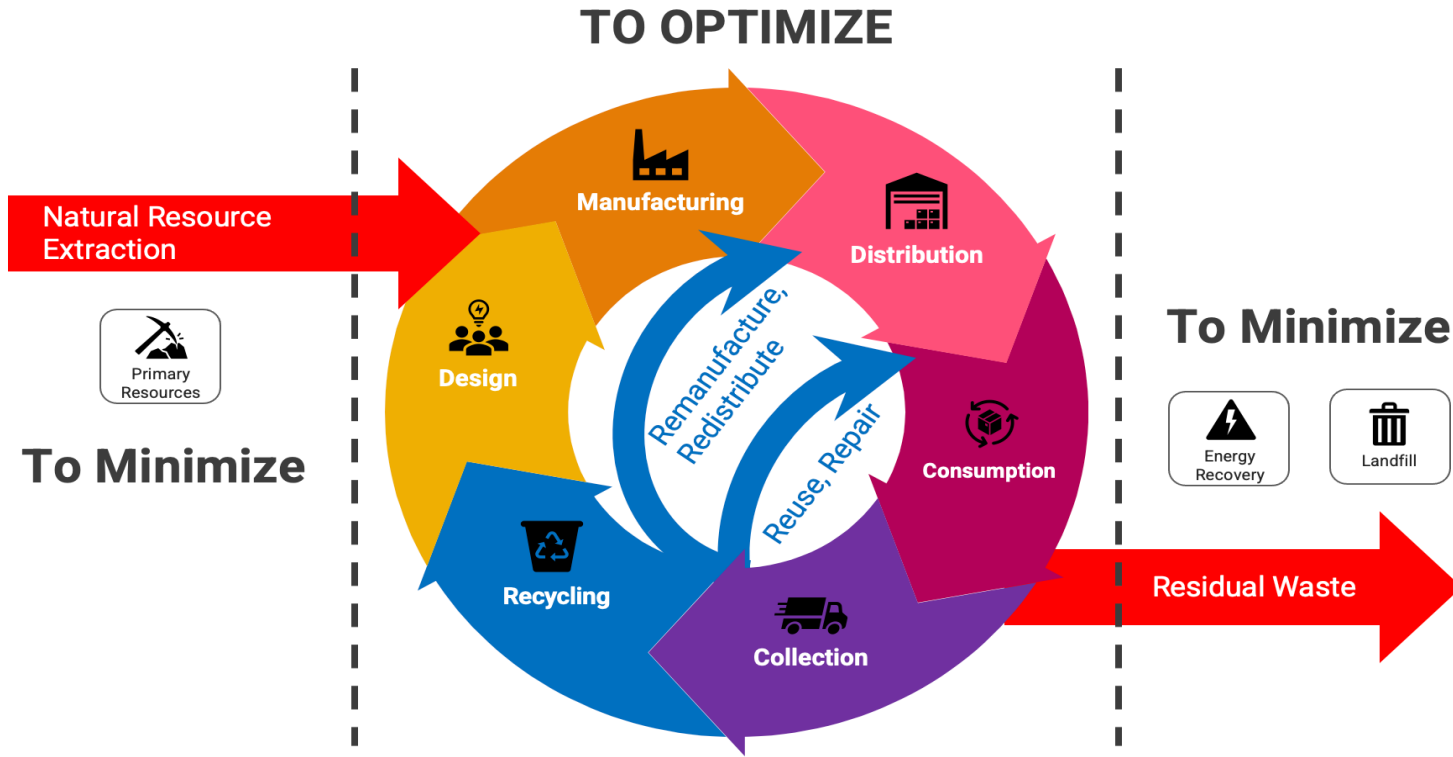 TO OPTIMIZE
Natural Resource
Extraction
Primary
Resources
To Minimize
Manufacturing
Distribution
Design
Remanufacture,
Redistribute
Reuse, Repair
Consumption
Recycling
Collection
To Minimize
Energy
Recovery
Landfill
Residual Waste